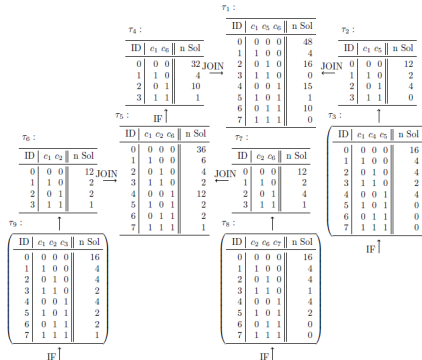 τ₁ :
ID | c₁ c₅ c₆ || n Sol
0 | 0 0 0 || 48
1 | 1 0 0 || 4
2 | 0 1 0 || 16
3 | 1 1 0 || 0
4 | 0 0 1 || 15
5 | 1 0 1 || 1
6 | 0 1 1 || 10
7 | 1 1 1 || 0
τ₄ :
ID | c₁ c₆ || n Sol
0 | 0 0 || 32
1 | 1 0 || 4
2 | 0 1 || 10
3 | 1 1 ||
JOIN
→
τ₂ :
ID | c₁ c₅ || n Sol
0 | 0 0 || 12
1 | 1 0 || 2
2 | 0 1 || 4
3 | 1 1 || 0
JOIN
←
IF↑
↑
τ₅ :
ID | c₁ c₂ c₆ || n Sol
0 | 0 0 0 || 36
1 | 1 0 0 || 6
2 | 0 1 0 || 4
3 | 1 1 0 || 2
4 | 0 0 1 || 12
5 | 1 0 1 || 2
6 | 0 1 1 || 2
7 | 1 1 1 || 1
τ₃ :
ID | c₁ c₄ c₅ || n Sol
0 | 0 0 0 || 16
1 | 1 0 0 || 4
2 | 0 1 0 || 4
3 | 1 1 0 || 2
4 | 0 0 1 || 0
5 | 1 0 1 || 0
6 | 0 1 1 || 0
7 | 1 1 1 || 0
IF↑
τ₆ :
ID | c₁ c₂ || n Sol
0 | 0 0 || 12
1 | 1 0 || 2
2 | 0 1 || 2
3 | 1 1 || 1
JOIN
→
τ₇ :
ID | c₂ c₆ || n Sol
0 | 0 0 || 12
1 | 1 0 || 2
2 | 0 1 || 4
3 | 1 1 || 1
JOIN
←
↑
↑
τ₉ :
ID | c₁ c₂ c₃ || n Sol
0 | 0 0 0 || 16
1 | 1 0 0 || 4
2 | 0 1 0 || 4
3 | 1 1 0 || 2
4 | 0 0 1 || 4
5 | 1 0 1 || 2
6 | 0 1 1 || 2
7 | 1 1 1 || 1
IF↑
τ₈ :
ID | c₂ c₆ c₇ || n Sol
0 | 0 0 0 || 16
1 | 1 0 0 || 4
2 | 0 1 0 || 4
3 | 1 1 0 || 1
4 | 0 0 1 || 4
5 | 1 0 1 || 2
6 | 0 1 1 || 0
7 | 1 1 1 || 0
IF↑